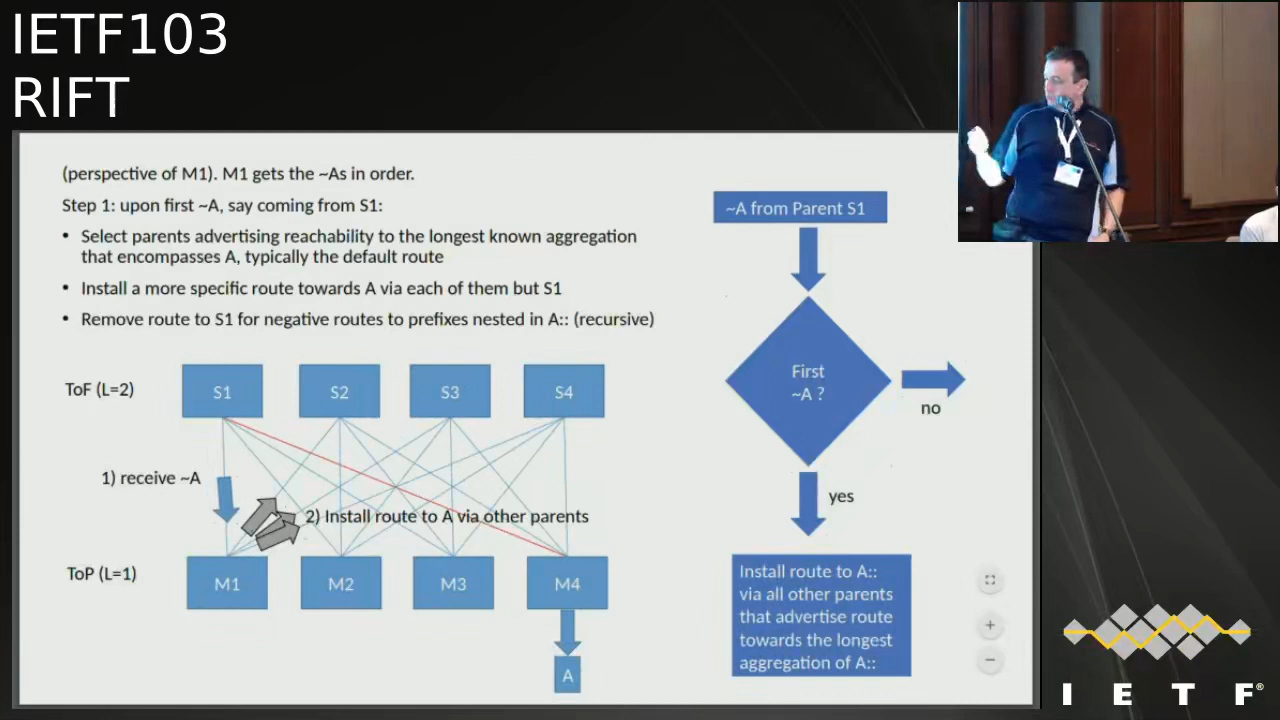 IETF103
RIFT
(perspective of M1). M1 gets the ~As in order.
Step 1: upon first ~A, say coming from S1:
• Select parents advertising reachability to the longest known aggregation
that encompasses A, typically the default route
• Install a more specific route towards A via each of them but S1
• Remove route to S1 for negative routes to prefixes nested in A:: (recursive)
ToF (L=2)
S1
S2
S3
S4
1) receive ~A
2) Install route to A via other parents
ToP (L=1)
M1
M2
M3
M4
A
~A from Parent S1
First
~A ?
no
yes
Install route to A::
via all other parents
that advertise route
towards the longest
aggregation of A::
+
−
I E T F®